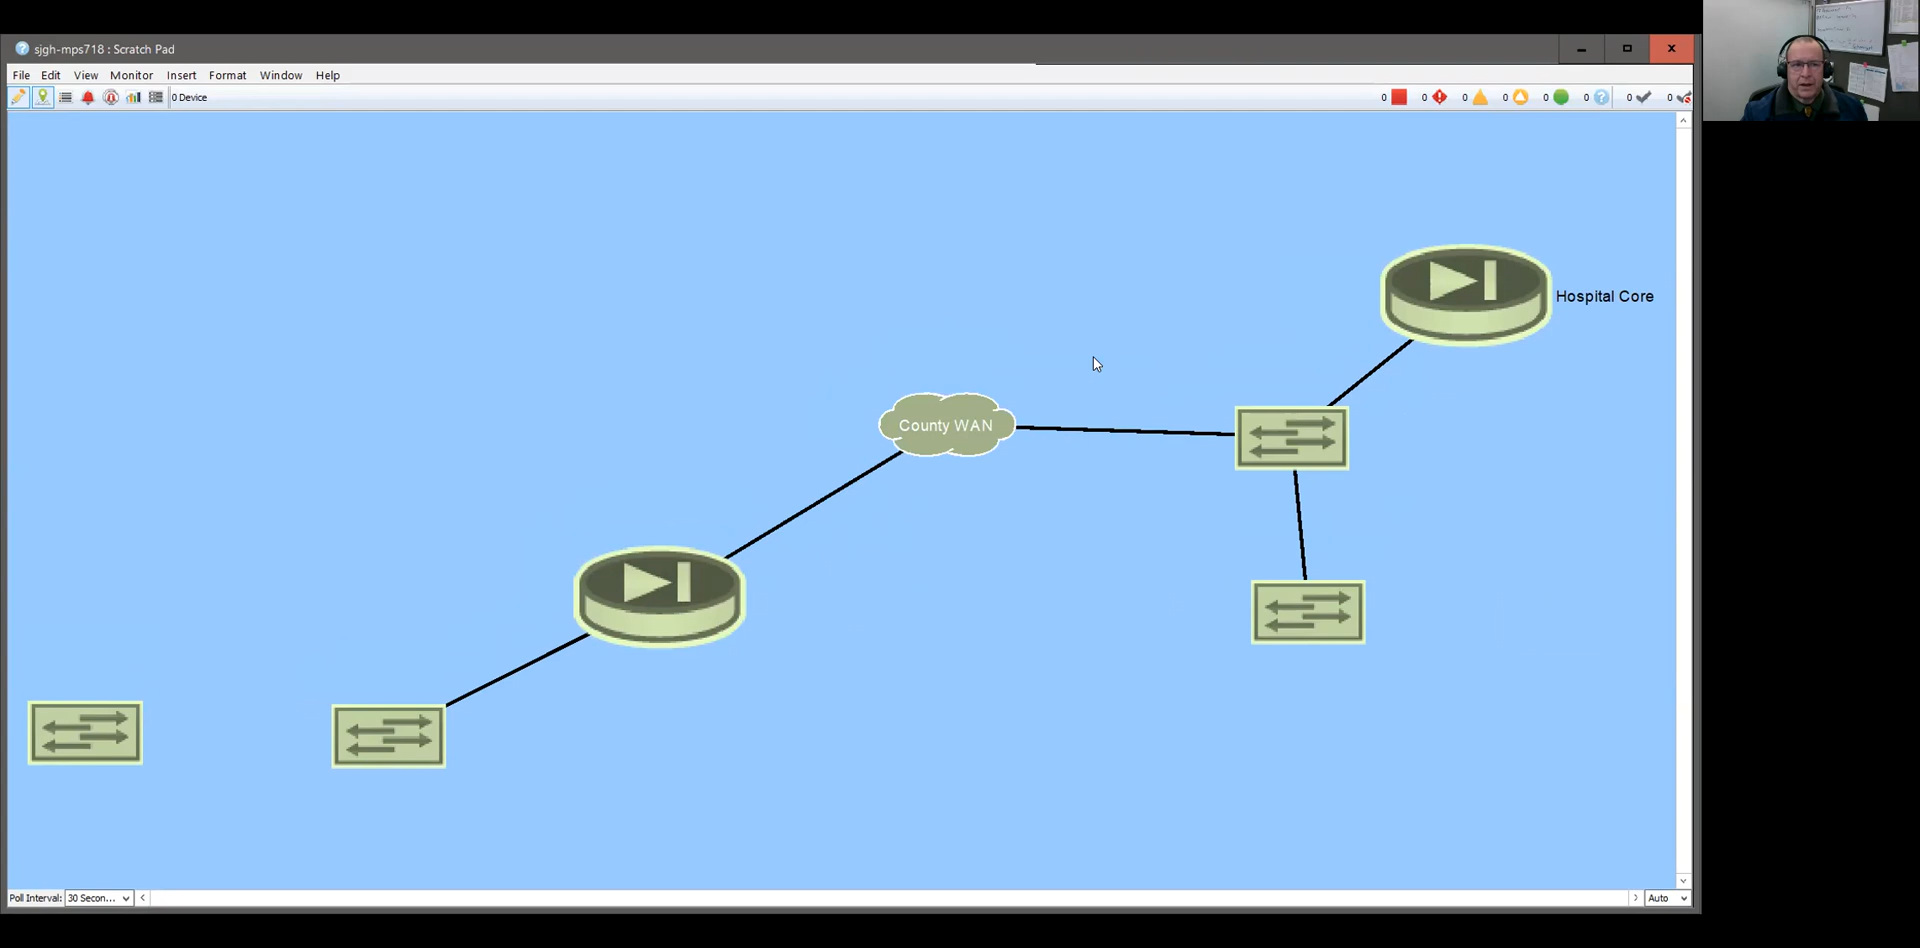 sjgh-mps718 : Scratch Pad
File Edit View Monitor Insert Format Window Help
0 Device 0 0 0 0 0 0 0 0
Hospital Core
County WAN
Poll Interval: 30 Secon... Auto